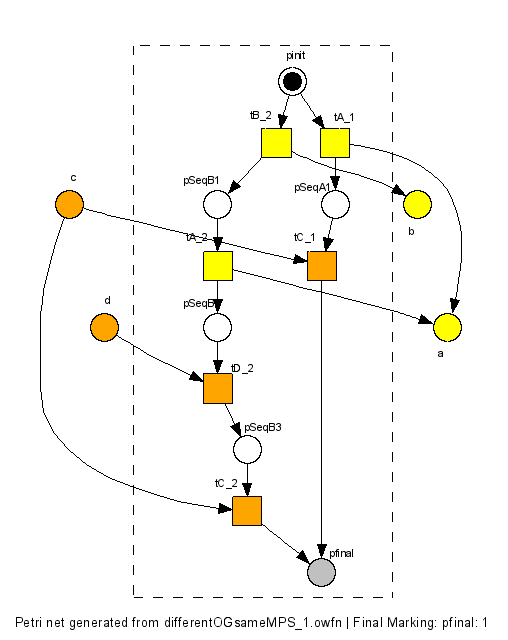 pinit
tB_2
tA_1
c
pSeqB1
pSeqA1
b
tA_2
tC_1
d
a
tD_2
pSeqB3
tC_2
pfinal
Petri net generated from differentOGsameMPS_1.owfn | Final Marking: pfinal: 1